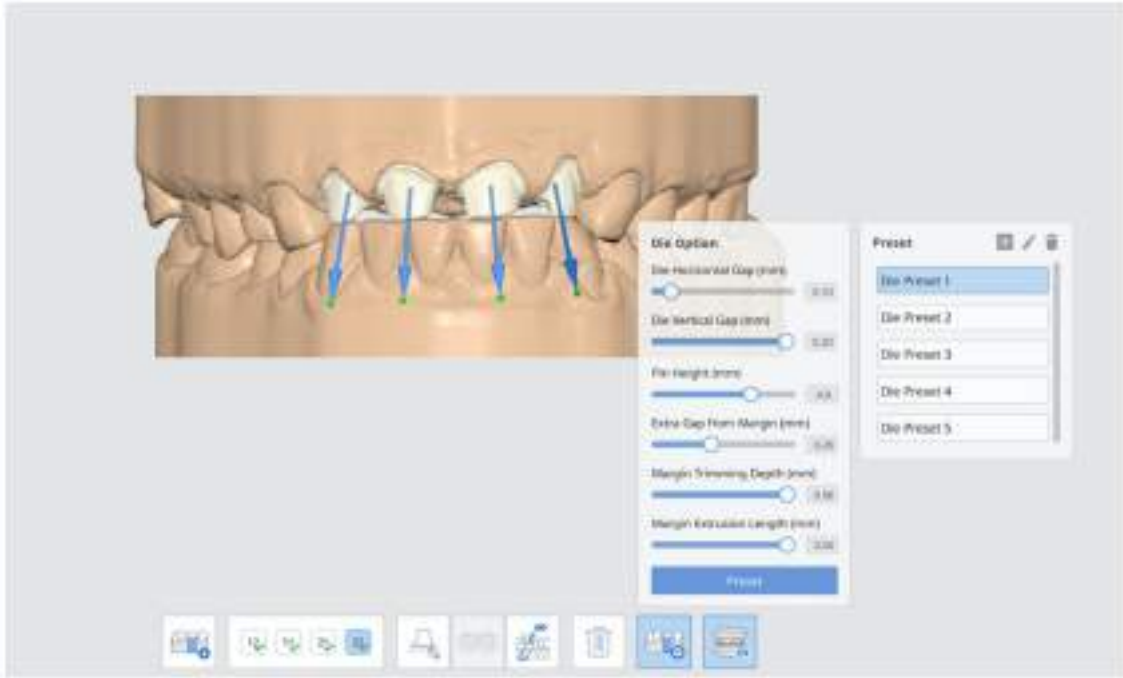 Die Option
Die Horizontal Gap (mm)
Die Vertical Gap (mm)
Pin Height (mm)
Extra Gap From Margin (mm)
Margin Trimming Depth (mm)
Margin Extrusion Length (mm)
Preset
Preset
Die Preset 1
Die Preset 2
Die Preset 3
Die Preset 4
Die Preset 5